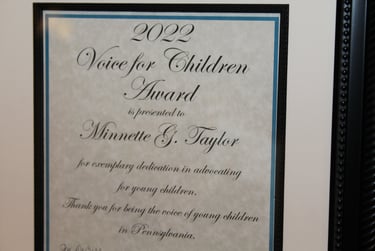 2022
Voice for Children
Award
is presented to
Minnette G. Taylor
for exemplary dedication in advocating
for young children.
Thank you for being the voice of young children
in Pennsylvania.